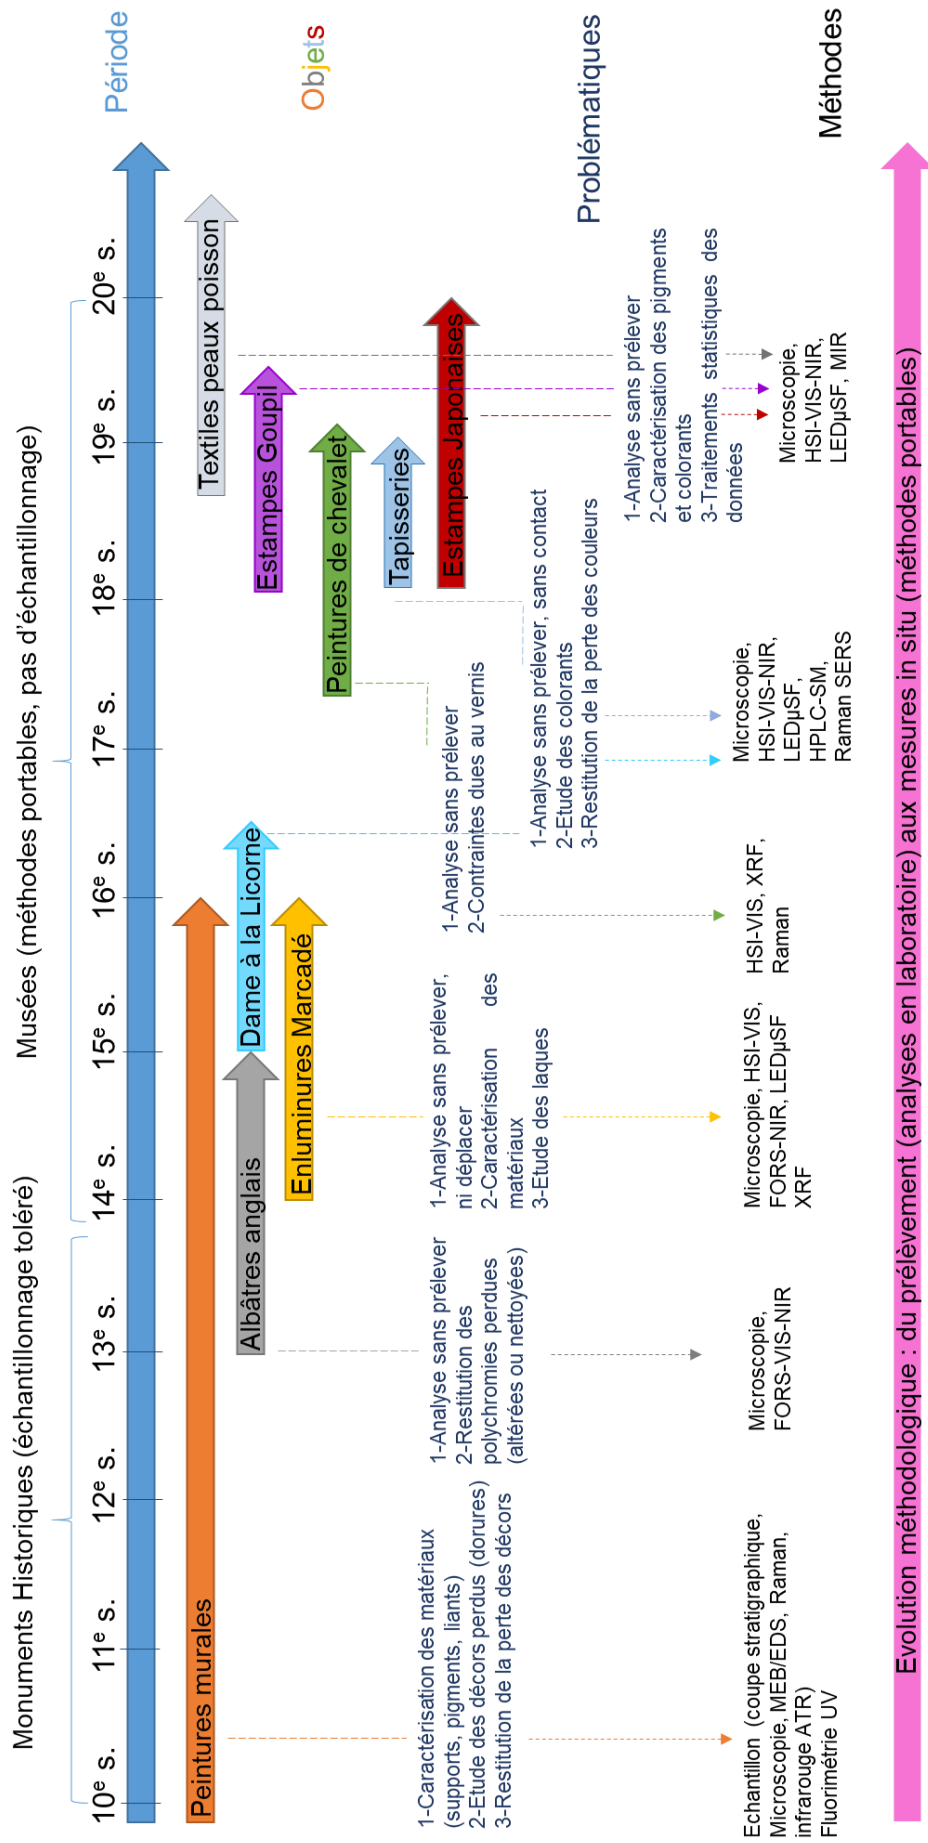 Monuments Historiques (échantillonnage toléré)
Musées (méthodes portables, pas d'échantillonnage)
10e s.
11e s.
12e s.
13e s.
14e s.
15e s.
16e s.
17e s.
18e s.
19e s.
20e s.
Période
Peintures murales
Albâtres anglais
Dame à la Licorne
Enluminures Marcadé
Textiles peaux poisson
Estampes Goupil
Peintures de chevalet
Tapisseries
Estampes Japonaises
Objets
1-Caractérisation des matériaux
(supports, pigments, liants)
2-Etude des décors perdus (dorures)
3-Restitution de la perte des décors
1-Analyse sans prélever
2-Restitution des
polychromies perdues
(altérées ou nettoyées)
1-Analyse sans prélever,
ni déplacer
2-Caractérisation des
matériaux
3-Etude des laques
1-Analyse sans prélever
2-Contraintes dues au vernis
1-Analyse sans prélever, sans contact
2-Etude des colorants
3-Restitution de la perte des couleurs
1-Analyse sans prélever
2-Caractérisation des pigments
et colorants
3-Traitements statistiques des
données
Problématiques
Echantillon (coupe stratigraphique,
Microscopie, MEB/EDS, Raman,
infrarouge ATR)
Fluorimétrie UV
Microscopie,
FORS-VIS-NIR
Microscopie, HSI-VIS,
FORS-NIR, LEDµSF
XRF
HSI-VIS, XRF,
Raman
Microscopie,
HSI-VIS-NIR,
LEDµSF,
HPLC-SM,
Raman SERS
Microscopie,
HSI-VIS-NIR,
LEDµSF, MIR
Méthodes
Evolution méthodologique : du prélèvement (analyses en laboratoire) aux mesures in situ (méthodes portables)